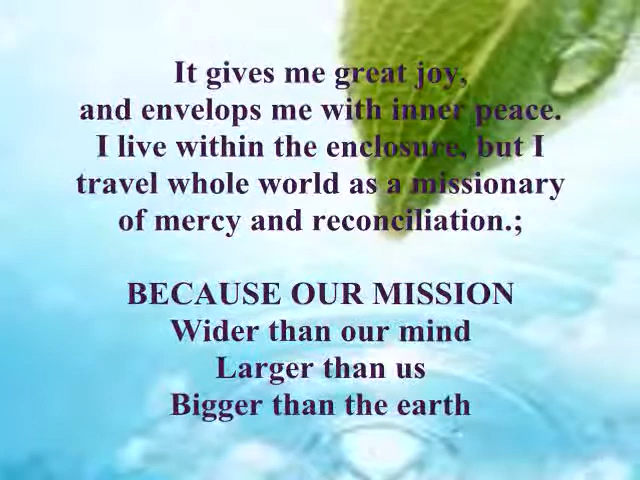 It gives me great joy,
and envelops me with inner peace.
I live within the enclosure, but I
travel whole world as a missionary
of mercy and reconciliation.;
BECAUSE OUR MISSION
Wider than our mind
Larger than us
Bigger than the earth